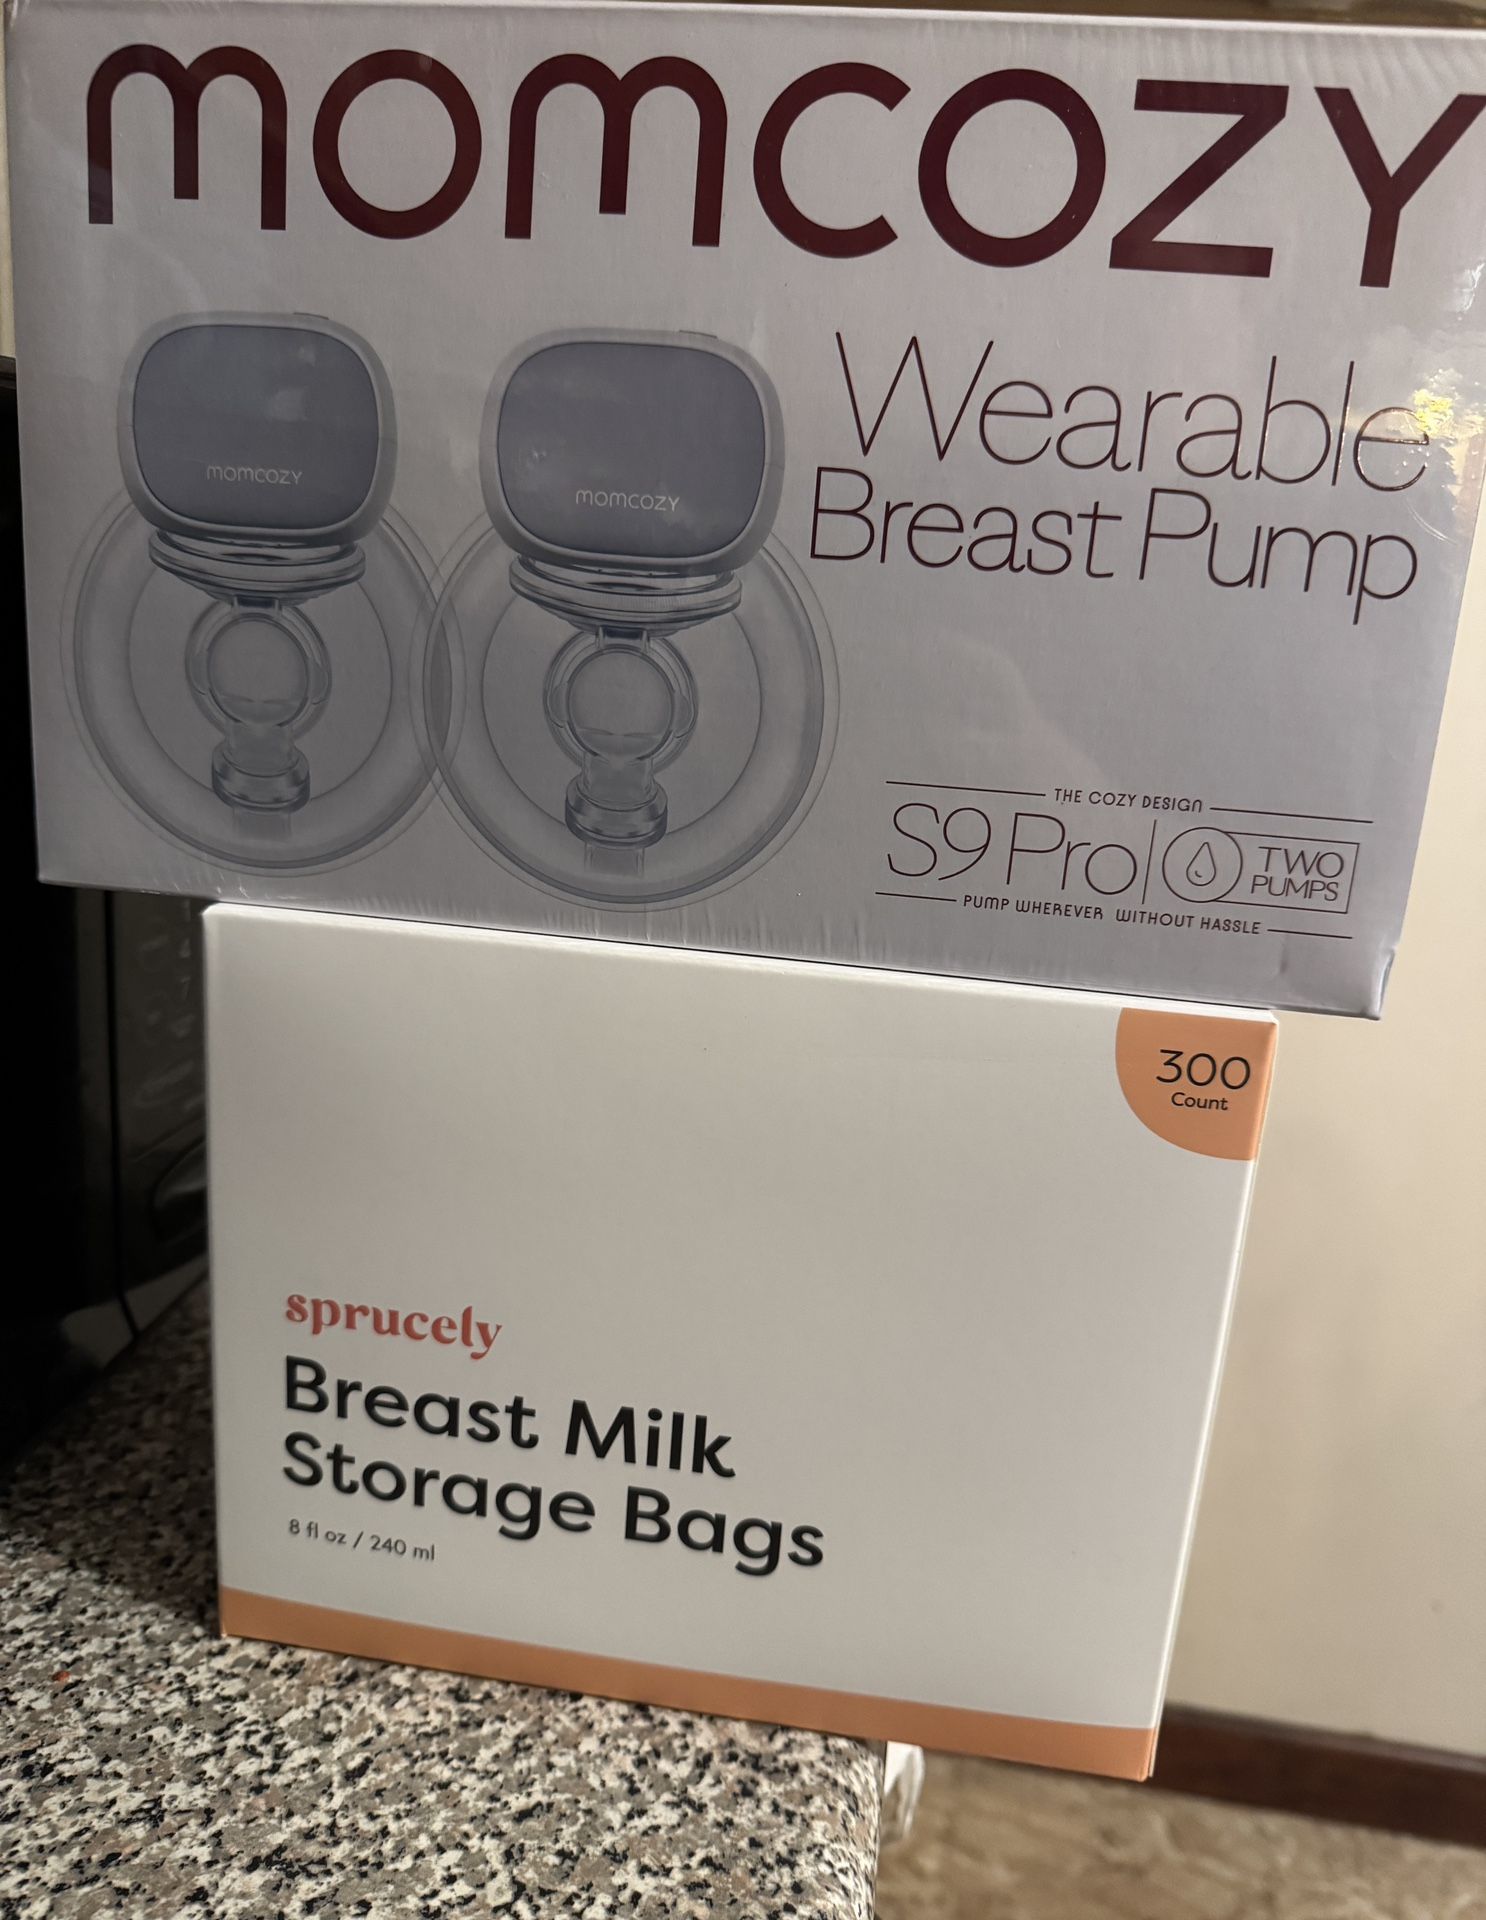 momcozy
momcozy
momcozy
Wearable
Breast Pump
THE COZY DESIGN
S9 Pro
TWO
PUMPS
PUMP WHEREVER WITHOUT HASSLE
300
Count
sprucely
Breast Milk
Storage Bags
8 fl oz / 240 ml